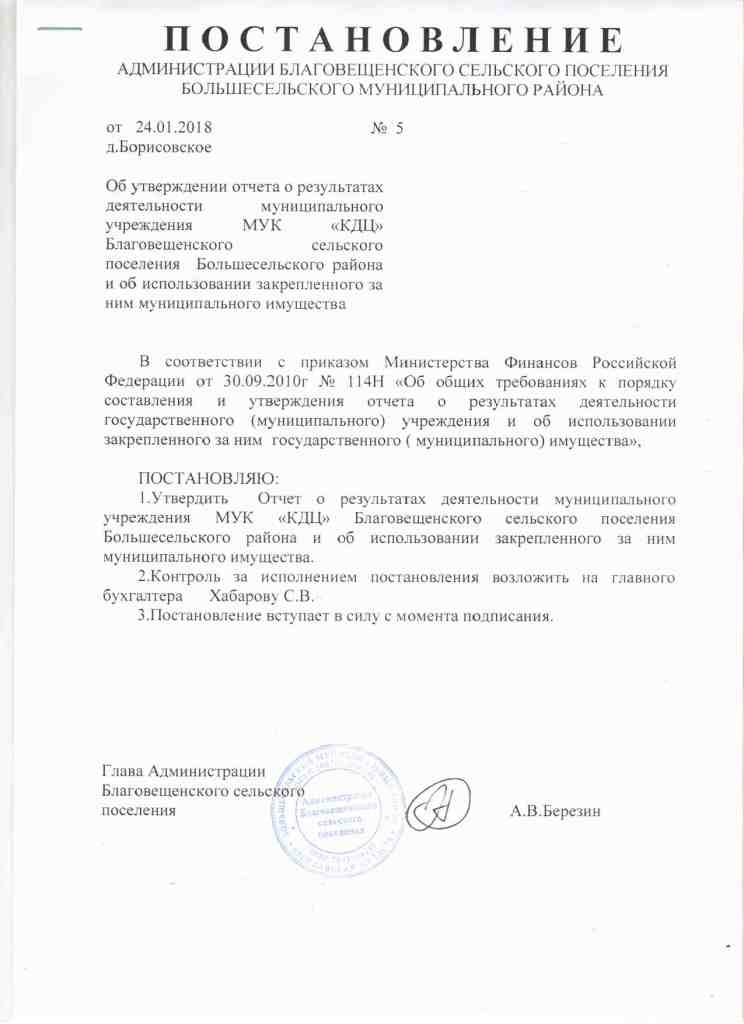 ПОСТАНОВЛЕНИЕ
АДМИНИСТРАЦИИ БЛАГОВЕЩЕНСКОГО СЕЛЬСКОГО ПОСЕЛЕНИЯ
БОЛЬШЕСЕЛЬСКОГО МУНИЦИПАЛЬНОГО РАЙОНА
от 24.01.2018 № 5
д.Борисовское
Об утверждении отчета о результатах
деятельности муниципального
учреждения МУК «КДЦ»
Благовещенского сельского
поселения Большесельского района
и об использовании закрепленного за
ним муниципального имущества
В соответствии с приказом Министерства Финансов Российской
Федерации от 30.09.2010г № 114Н «Об общих требованиях к порядку
составления и утверждения отчета о результатах деятельности
государственного (муниципального) учреждения и об использовании
закрепленного за ним государственного ( муниципального) имущества»,
ПОСТАНОВЛЯЮ:
1.Утвердить Отчет о результатах деятельности муниципального
учреждения МУК «КДЦ» Благовещенского сельского поселения
Большесельского района и об использовании закрепленного за ним
муниципального имущества.
2.Контроль за исполнением постановления возложить на главного
бухгалтера Хабарову С.В.
3.Постановление вступает в силу с момента подписания.
Глава Администрации
Благовещенского сельского
поселения А.В.Березин
Администрация
Благовещенского
сельского
поселения